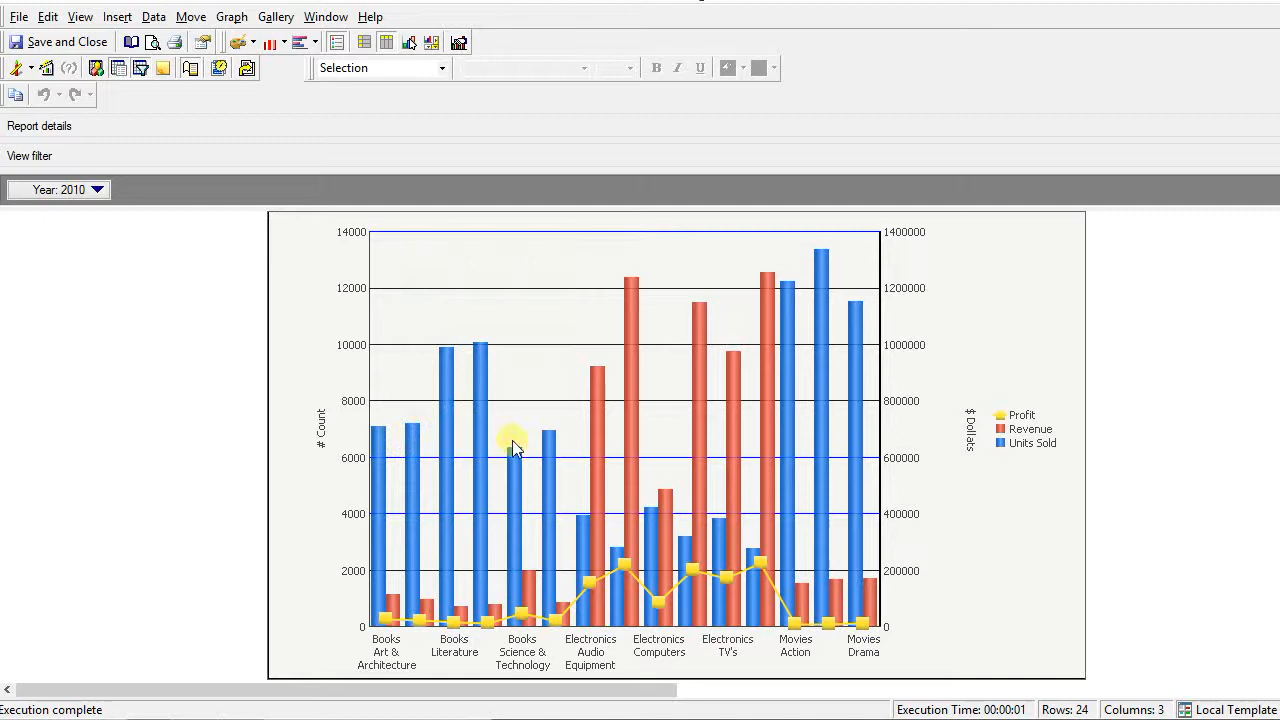 File Edit View Insert Data Move Graph Gallery Window Help
Save and Close
Selection B I U
Report details
View filter
Year: 2010
14000 1400000
12000 1200000
10000 1000000
8000 800000
6000 600000
4000 400000
2000 200000
0 0
# Count
$ Dollats
Profit
Revenue
Units Sold
Books Art & Architecture
Books Literature
Books Science & Technology
Electronics Audio Equipment
Electronics Computers
Electronics TV's
Movies Action
Movies Drama
Execution complete Execution Time: 00:00:01 Rows: 24 Columns: 3 Local Template